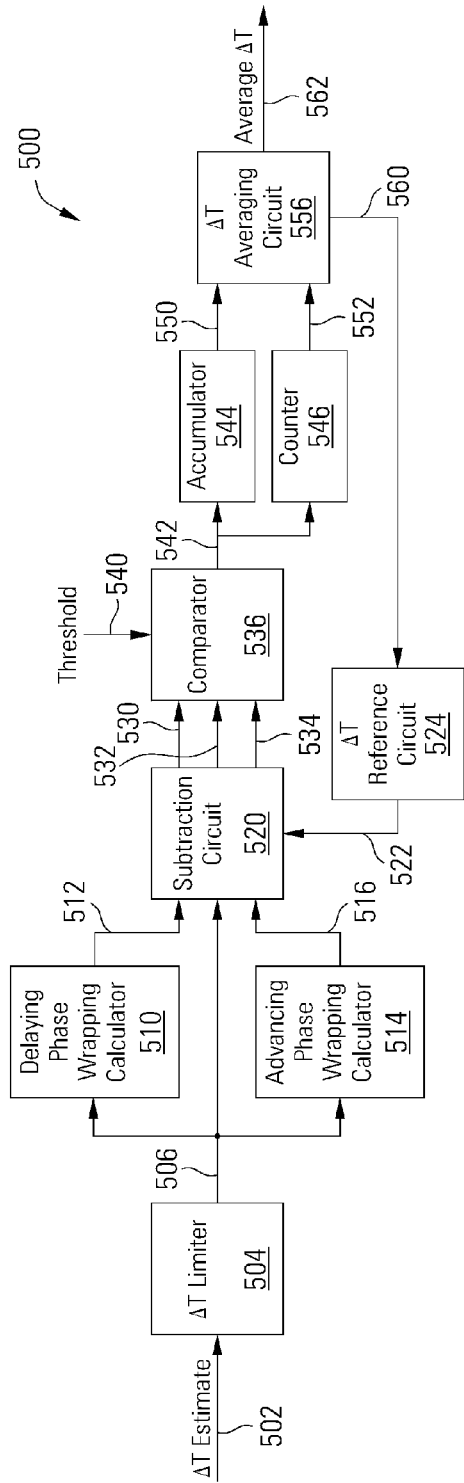 500
ΔT Estimate
502
ΔT Limiter
504
506
Delaying
Phase
Wrapping
Calculator
510
512
Advancing
Phase
Wrapping
Calculator
514
516
Subtraction
Circuit
520
522
ΔT
Reference
Circuit
524
530
532
534
Threshold
540
Comparator
536
542
Accumulator
544
Counter
546
550
552
ΔT
Averaging
Circuit
556
560
Average ΔT
562